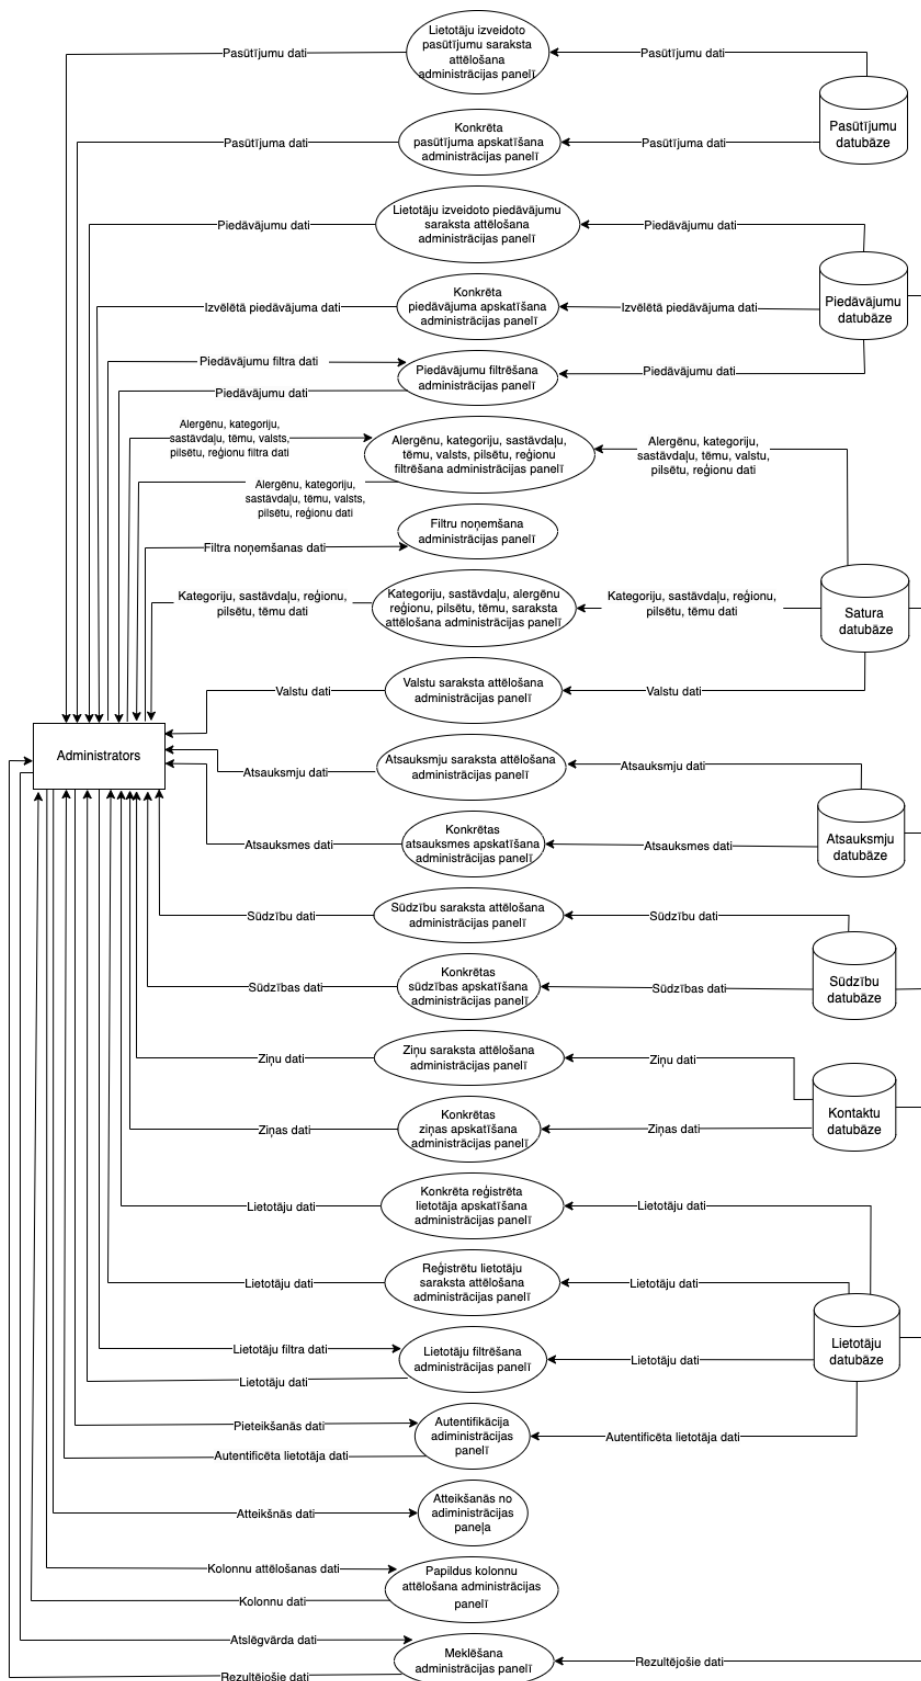 Lietotāju izveidoto
pasūtījumu saraksta
attēlošana
administrācijas panelī
Pasūtījumu dati
Pasūtījumu dati
Pasūtījumu
datubāze
Konkrēta
pasūtījuma apskatīšana
administrācijas panelī
Pasūtījuma dati
Pasūtījuma dati
Lietotāju izveidoto piedāvājumu
saraksta attēlošana
administrācijas panelī
Piedāvājumu dati
Piedāvājumu dati
Piedāvājumu
datubāze
Konkrēta
piedāvājuma apskatīšana
administrācijas panelī
Izvēlētā piedāvājuma dati
Izvēlētā piedāvājuma dati
Piedāvājumu filtra dati
Piedāvājumu filtrēšana
administrācijas panelī
Piedāvājumu dati
Piedāvājumu dati
Alergēnu, kategoriju,
sastāvdaļu, tēmu, valsts,
pilsētu, reģionu filtra dati
Alergēnu, kategoriju, sastāvdaļu,
tēmu, valsts, pilsētu, reģionu
filtrēšana administrācijas panelī
Alergēnu, kategoriju,
sastāvdaļu, tēmu, valstu,
pilsētu, reģionu dati
Alergēnu, kategoriju,
sastāvdaļu, tēmu, valsts,
pilsētu, reģionu dati
Filtru noņemšana
administrācijas panelī
Filtra noņemšanas dati
Kategoriju, sastāvdaļu, reģionu,
pilsētu, tēmu dati
Kategoriju, sastāvdaļu, alergēnu
reģionu, pilsētu, tēmu, saraksta
attēlošana administrācijas panelī
Kategoriju, sastāvdaļu, reģionu,
pilsētu, tēmu dati
Satura
datubāze
Valstu dati
Valstu saraksta attēlošana
administrācijas panelī
Valstu dati
Administrators
Atsauksmju dati
Atsauksmju saraksta attēlošana
administrācijas panelī
Atsauksmju dati
Atsauksmju
datubāze
Atsauksmes dati
Konkrētas
atsauksmes apskatīšana
administrācijas panelī
Atsauksmes dati
Sūdzību dati
Sūdzību saraksta attēlošana
administrācijas panelī
Sūdzību dati
Sūdzību
datubāze
Sūdzības dati
Konkrētas
sūdzības apskatīšana
administrācijas panelī
Sūdzības dati
Ziņu dati
Ziņu saraksta attēlošana
administrācijas panelī
Ziņu dati
Kontaktu
datubāze
Ziņas dati
Konkrētas
ziņas apskatīšana
administrācijas panelī
Ziņas dati
Lietotāju dati
Konkrēta reģistrēta
lietotāja apskatīšana
administrācijas panelī
Lietotāju dati
Lietotāju dati
Reģistrētu lietotāju
saraksta attēlošana
administrācijas panelī
Lietotāju dati
Lietotāju
datubāze
Lietotāju filtra dati
Lietotāju filtrēšana
administrācijas panelī
Lietotāju dati
Lietotāju dati
Pieteikšanās dati
Autentifikācija
adiministrācijas
panelī
Autentificēta lietotāja dati
Autentificēta lietotāja dati
Atteikšnās dati
Atteikšanās no
adiministrācijas
paneļa
Kolonnu attēlošanas dati
Papildus kolonnu
attēlošana administrācijas
panelī
Kolonnu dati
Atslēgvārda dati
Meklēšana
administrācijas panelī
Rezultējošie dati
Rezultējošie dati